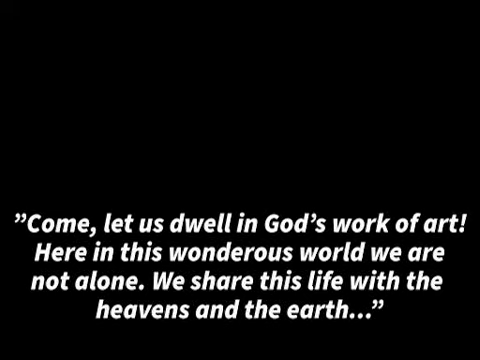 ”Come, let us dwell in God’s work of art!
Here in this wonderous world we are
not alone. We share this life with the
heavens and the earth...”